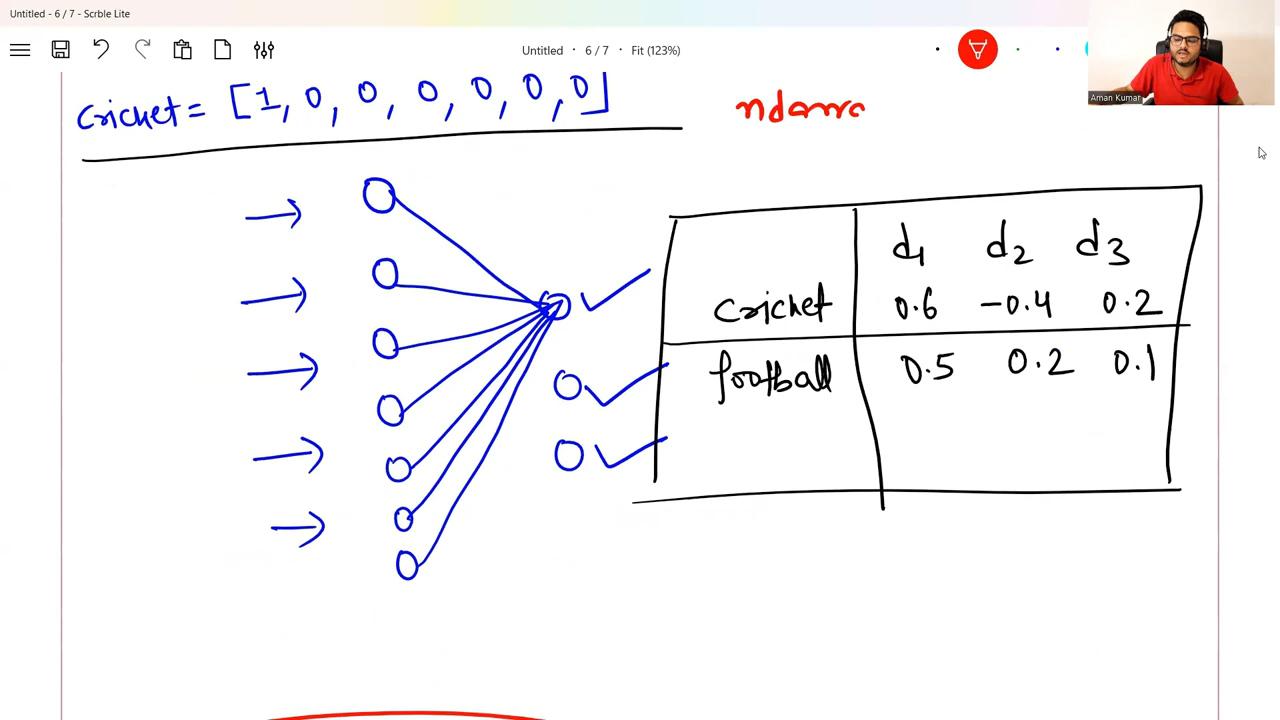 Untitled - 6 / 7 - Scrble Lite
Untitled • 6 / 7 • Fit (123%)
Aman Kumar
cricket = [1, 0, 0, 0, 0, 0, 0]
d1 d2 d3
Cricket 0.6 -0.4 0.2
football 0.5 0.2 0.1